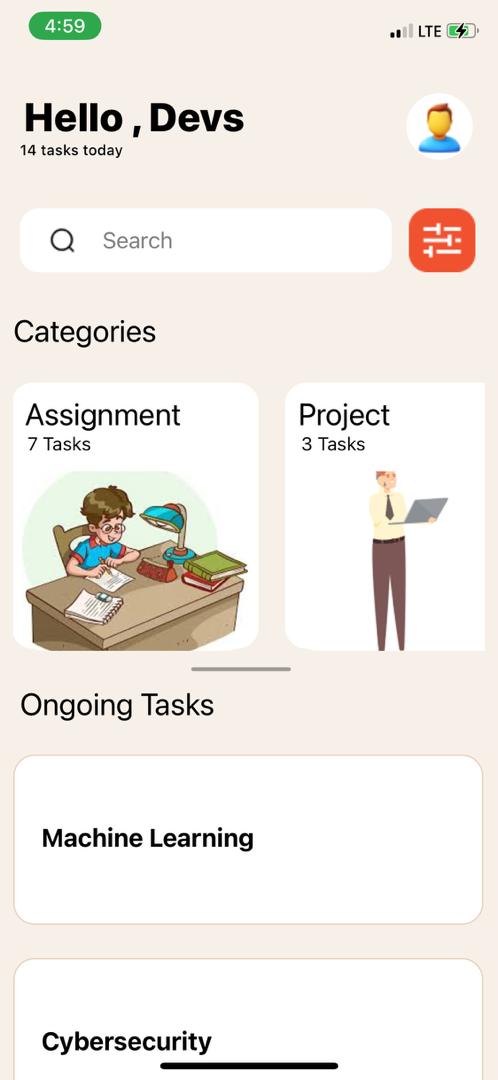 4:59
LTE
Hello , Devs
14 tasks today
Search
Categories
Assignment
7 Tasks
Project
3 Tasks
Ongoing Tasks
Machine Learning
Cybersecurity